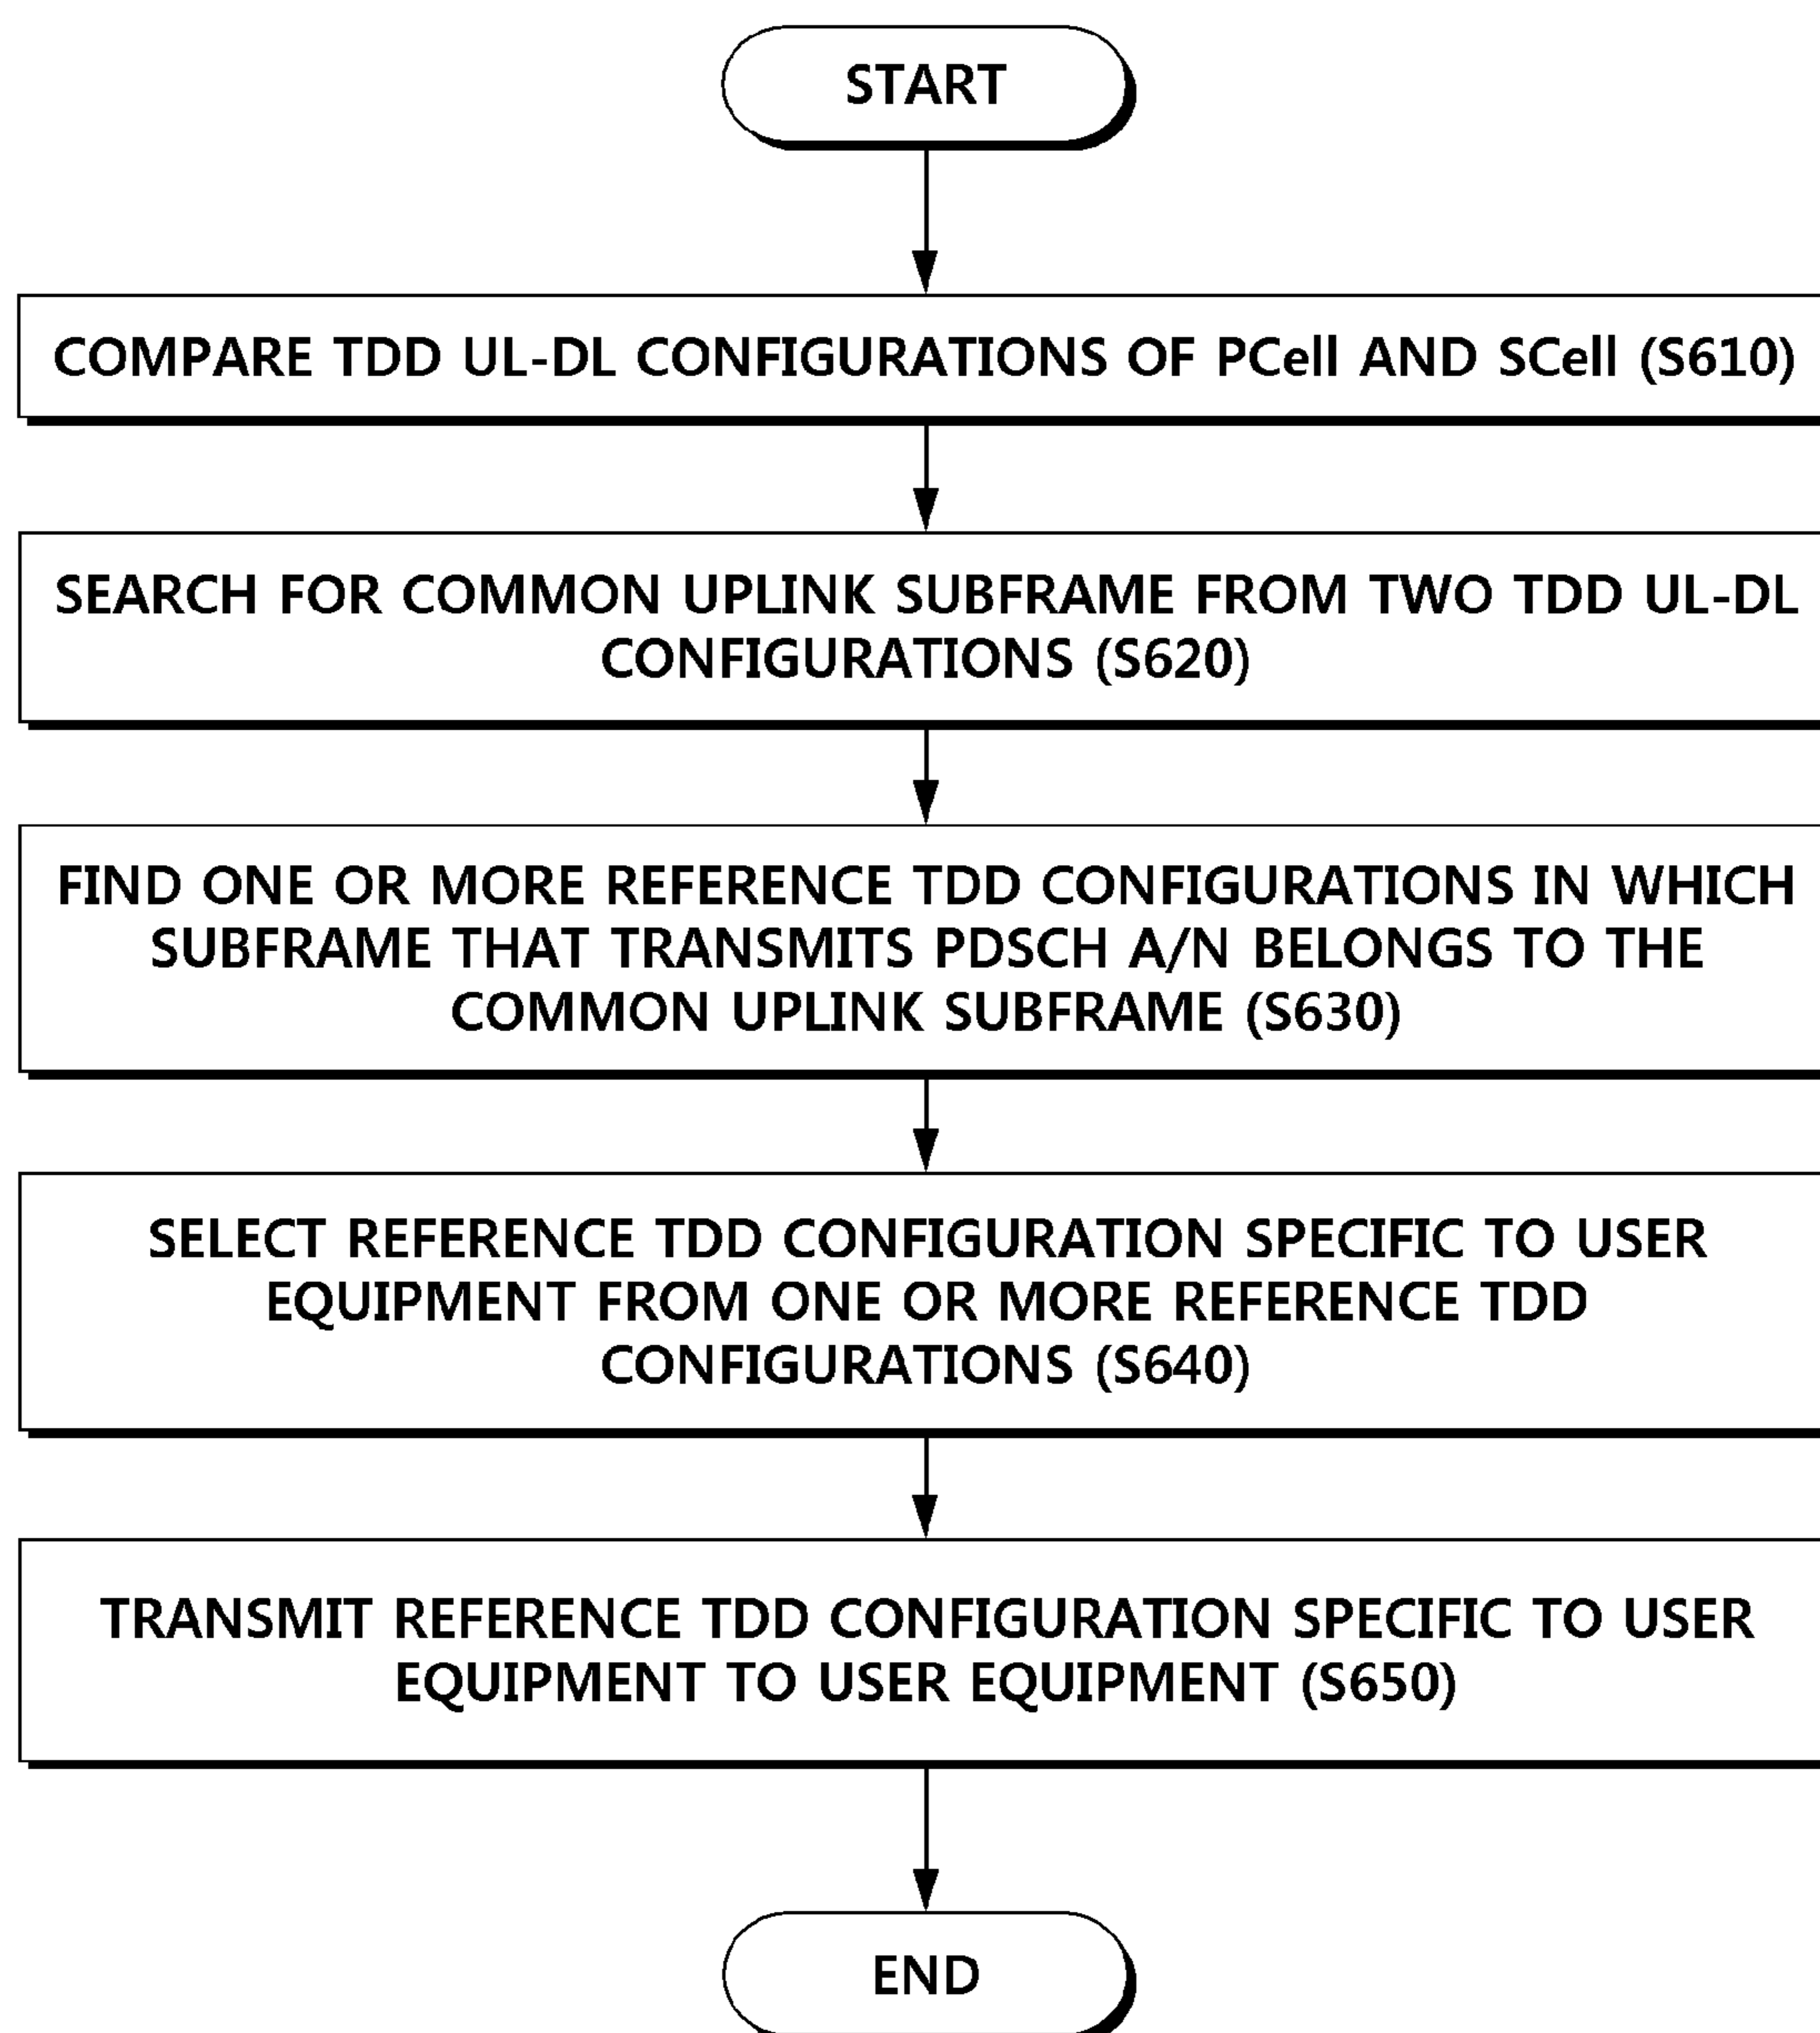 START
COMPARE TDD UL-DL CONFIGURATIONS OF PCell AND SCell (S610)
SEARCH FOR COMMON UPLINK SUBFRAME FROM TWO TDD UL-DL
CONFIGURATIONS (S620)
FIND ONE OR MORE REFERENCE TDD CONFIGURATIONS IN WHICH
SUBFRAME THAT TRANSMITS PDSCH A/N BELONGS TO THE
COMMON UPLINK SUBFRAME (S630)
SELECT REFERENCE TDD CONFIGURATION SPECIFIC TO USER
EQUIPMENT FROM ONE OR MORE REFERENCE TDD
CONFIGURATIONS (S640)
TRANSMIT REFERENCE TDD CONFIGURATION SPECIFIC TO USER
EQUIPMENT TO USER EQUIPMENT (S650)
END